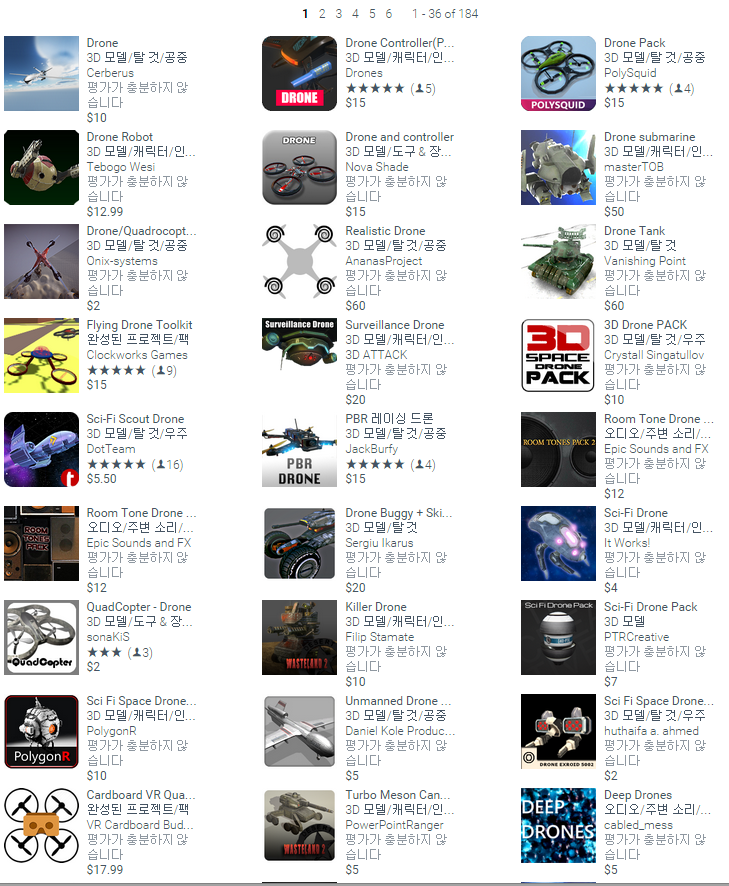 1 2 3 4 5 6 1 - 36 of 184
Drone
3D 모델/탈 것/공중
Cerberus
평가가 충분하지 않
습니다
$10
DRONE
Drone Controller(P...
3D 모델/캐릭터/인...
Drones
★★★★★ (5)
$15
POLYSQUID
Drone Pack
3D 모델/탈 것/공중
PolySquid
★★★★★ (4)
$15
Drone Robot
3D 모델/캐릭터/인...
Tebogo Wesi
평가가 충분하지 않
습니다
$12.99
DRONE
Drone and controller
3D 모델/도구 & 장...
Nova Shade
평가가 충분하지 않
습니다
$15
Drone submarine
3D 모델/캐릭터/인...
masterTOB
평가가 충분하지 않
습니다
$50
Drone/Quadrocopt...
3D 모델/탈 것/공중
Onix-systems
평가가 충분하지 않
습니다
$2
Realistic Drone
3D 모델/탈 것/공중
AnanasProject
평가가 충분하지 않
습니다
$60
Drone Tank
3D 모델/탈 것
Vanishing Point
평가가 충분하지 않
습니다
$60
Flying Drone Toolkit
완성된 프로젝트/팩
Clockworks Games
★★★★★ (9)
$15
Surveillance Drone
Surveillance Drone
3D 모델/캐릭터/인...
3D ATTACK
평가가 충분하지 않
습니다
$20
3D
SPACE
DRONE
PACK
3D Drone PACK
3D 모델/탈 것/우주
Crystall Singatullov
평가가 충분하지 않
습니다
$10
Sci-Fi Scout Drone
3D 모델/탈 것/우주
DotTeam
★★★★★ (16)
$5.50
PBR
DRONE
PBR 레이싱 드론
3D 모델/탈 것/공중
JackBurfy
★★★★★ (4)
$15
ROOM TONES PACK 2
Room Tone Drone ...
오디오/주변 소리/...
Epic Sounds and FX
평가가 충분하지 않
습니다
$12
ROOM
TONES
PACK
Room Tone Drone ...
오디오/주변 소리/...
Epic Sounds and FX
평가가 충분하지 않
습니다
$12
Drone Buggy + Ski...
3D 모델/탈 것
Sergiu Ikarus
평가가 충분하지 않
습니다
$20
Sci-Fi Drone
3D 모델/캐릭터/인...
It Works!
평가가 충분하지 않
습니다
$4
QuadCopter
QuadCopter - Drone
3D 모델/도구 & 장...
sonaKiS
★★★ (3)
$2
WASTELAND 2
Killer Drone
3D 모델/캐릭터/인...
Filip Stamate
평가가 충분하지 않
습니다
$10
Sci Fi Drone Pack
Sci-Fi Drone Pack
3D 모델
PTRCreative
평가가 충분하지 않
습니다
$7
PolygonR
Sci Fi Space Drone...
3D 모델/캐릭터/인...
PolygonR
평가가 충분하지 않
습니다
$10
Unmanned Drone ...
3D 모델/탈 것/공중
Daniel Kole Produc...
평가가 충분하지 않
습니다
$5
DRONE EXROID 5002
Sci Fi Space Drone...
3D 모델/탈 것/우주
huthaifa a. ahmed
평가가 충분하지 않
습니다
$2
Cardboard VR Qua...
완성된 프로젝트/팩
VR Cardboard Bud...
평가가 충분하지 않
습니다
$17.99
WASTELAND 2
Turbo Meson Can...
3D 모델/캐릭터/인...
PowerPointRanger
평가가 충분하지 않
습니다
$5
DEEP
DRONES
Deep Drones
오디오/주변 소리/...
cabled_mess
평가가 충분하지 않
습니다
$5